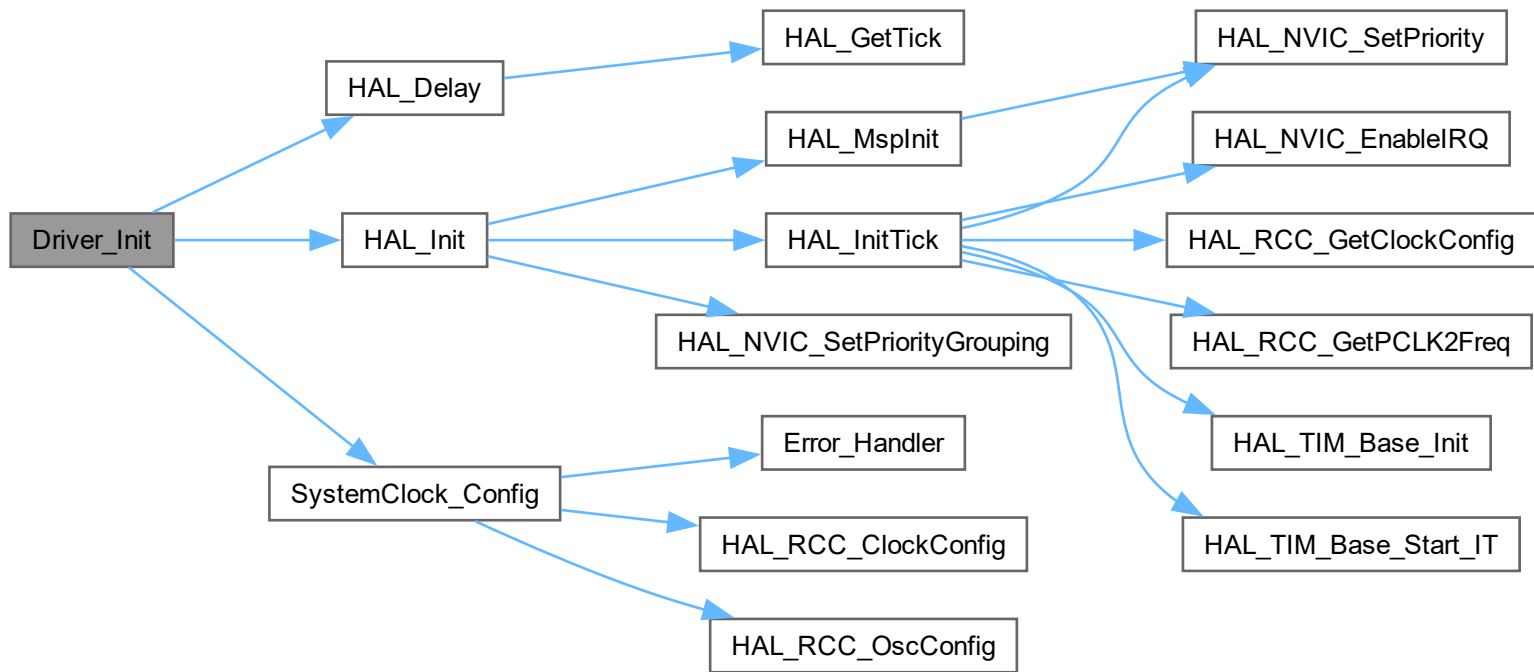 Driver_Init
HAL_Delay
HAL_GetTick
HAL_Init
HAL_MspInit
HAL_NVIC_SetPriority
HAL_InitTick
HAL_NVIC_EnableIRQ
HAL_RCC_GetClockConfig
HAL_RCC_GetPCLK2Freq
HAL_TIM_Base_Init
HAL_TIM_Base_Start_IT
HAL_NVIC_SetPriorityGrouping
SystemClock_Config
Error_Handler
HAL_RCC_ClockConfig
HAL_RCC_OscConfig